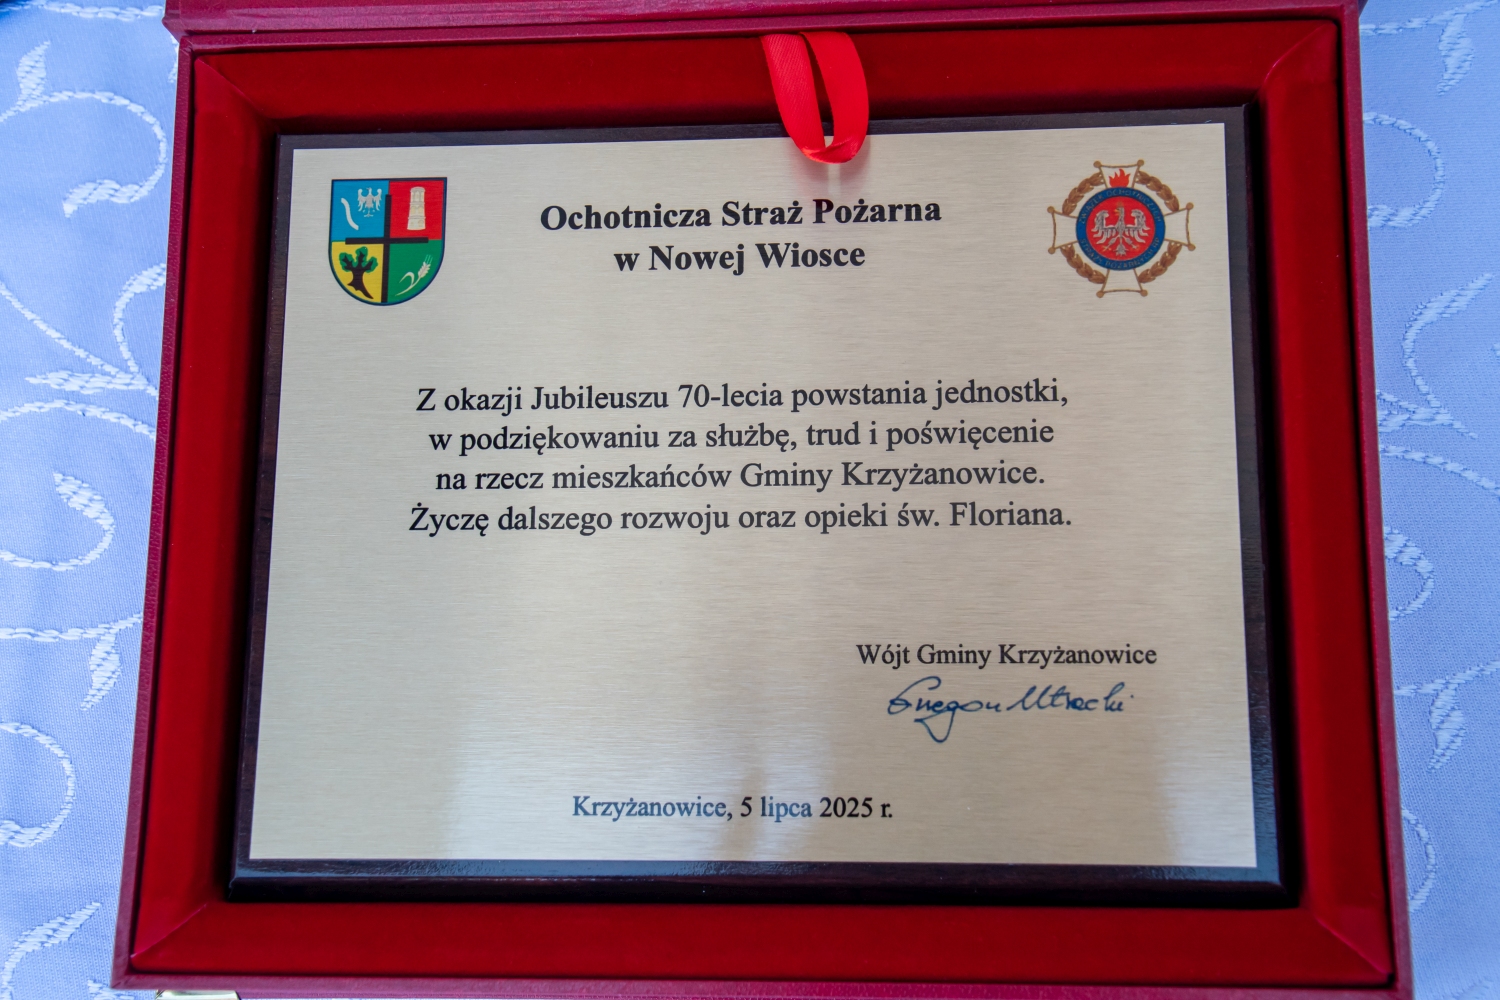 Ochotnicza Straż Pożarna
w Nowej Wiosce
Z okazji Jubileuszu 70-lecia powstania jednostki,
w podziękowaniu za służbę, trud i poświęcenie
na rzecz mieszkańców Gminy Krzyżanowice.
Życzę dalszego rozwoju oraz opieki św. Floriana.
Wójt Gminy Krzyżanowice
Krzyżanowice, 5 lipca 2025 r.